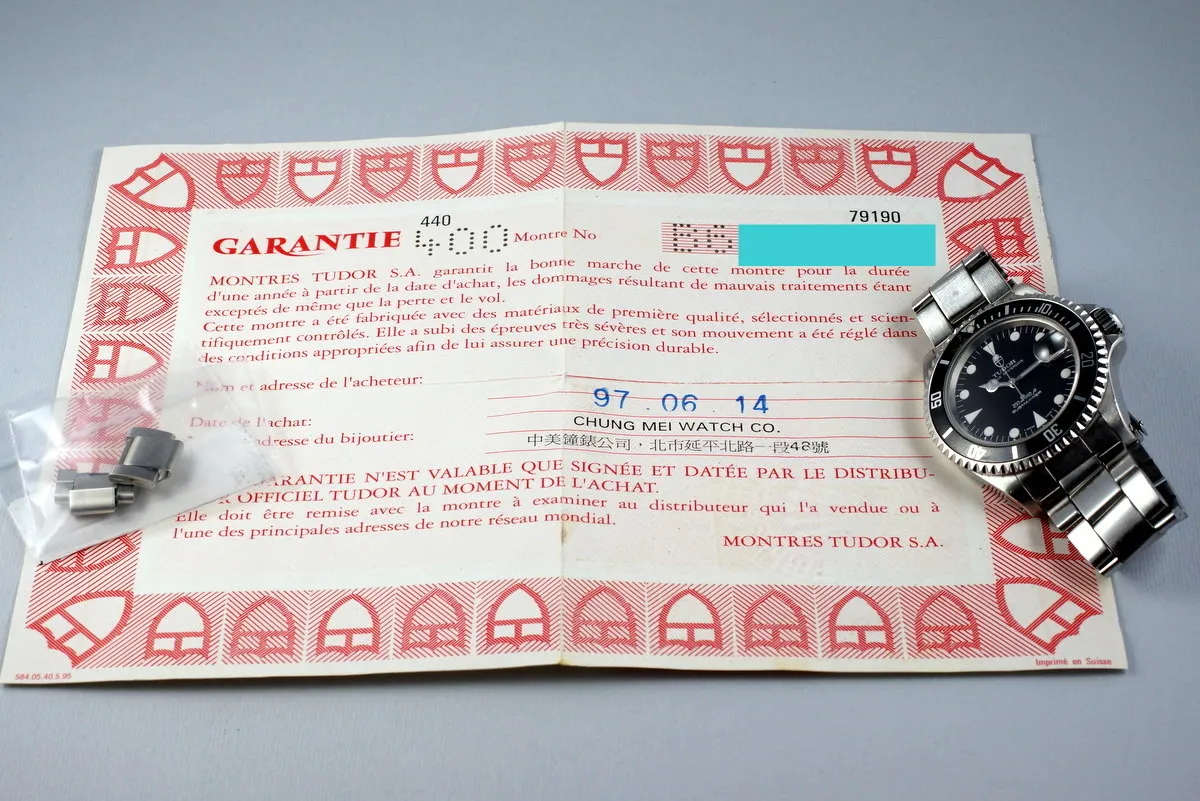 440
79190
GARANTIE 400 Montre No B6
MONTRES TUDOR S.A. garantit la bonne marche de cette montre pour la durée
d'une année à partir de la date d'achat, les dommages résultant de mauvais traitements étant
exceptés de même que la perte et le vol.
Cette montre a été fabriquée avec des matériaux de première qualité, sélectionnés et scien-
tifiquement contrôlés. Elle a subi des épreuves très sévères et son mouvement a été réglé dans
des conditions appropriées afin de lui assurer une précision durable.
Nom et adresse de l'acheteur:
97.06.14
Date de l'achat:
CHUNG MEI WATCH CO.
adresse du bijoutier:
中美鐘錶公司，北市延平北路一段48號
GARANTIE N'EST VALABLE QUE SIGNÉE ET DATÉE PAR LE DISTRIBU-
OFFICIEL TUDOR AU MOMENT DE L'ACHAT.
Elle doit être remise avec la montre à examiner au distributeur qui l'a vendue ou à
l'une des principales adresses de notre réseau mondial.
MONTRES TUDOR S.A.
584.05.40.5.95
Imprimé en Suisse
TUDOR
10
20
30
50